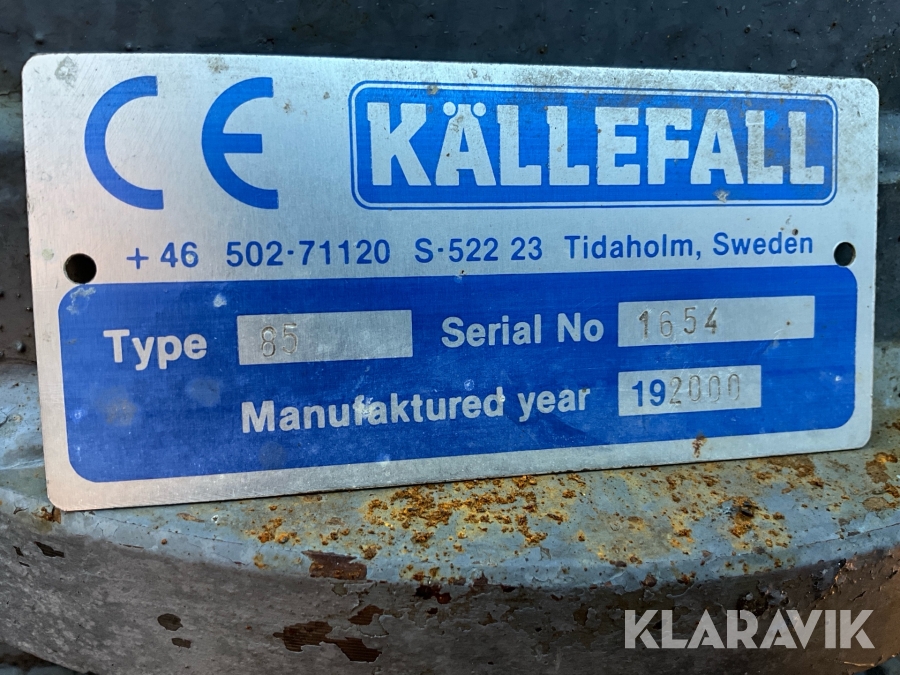 CE KÄLLEFALL
+46 502-71120 S-522 23 Tidaholm, Sweden
Type 85 Serial No 1654
Manufaktured year 192000
KLARAVIK